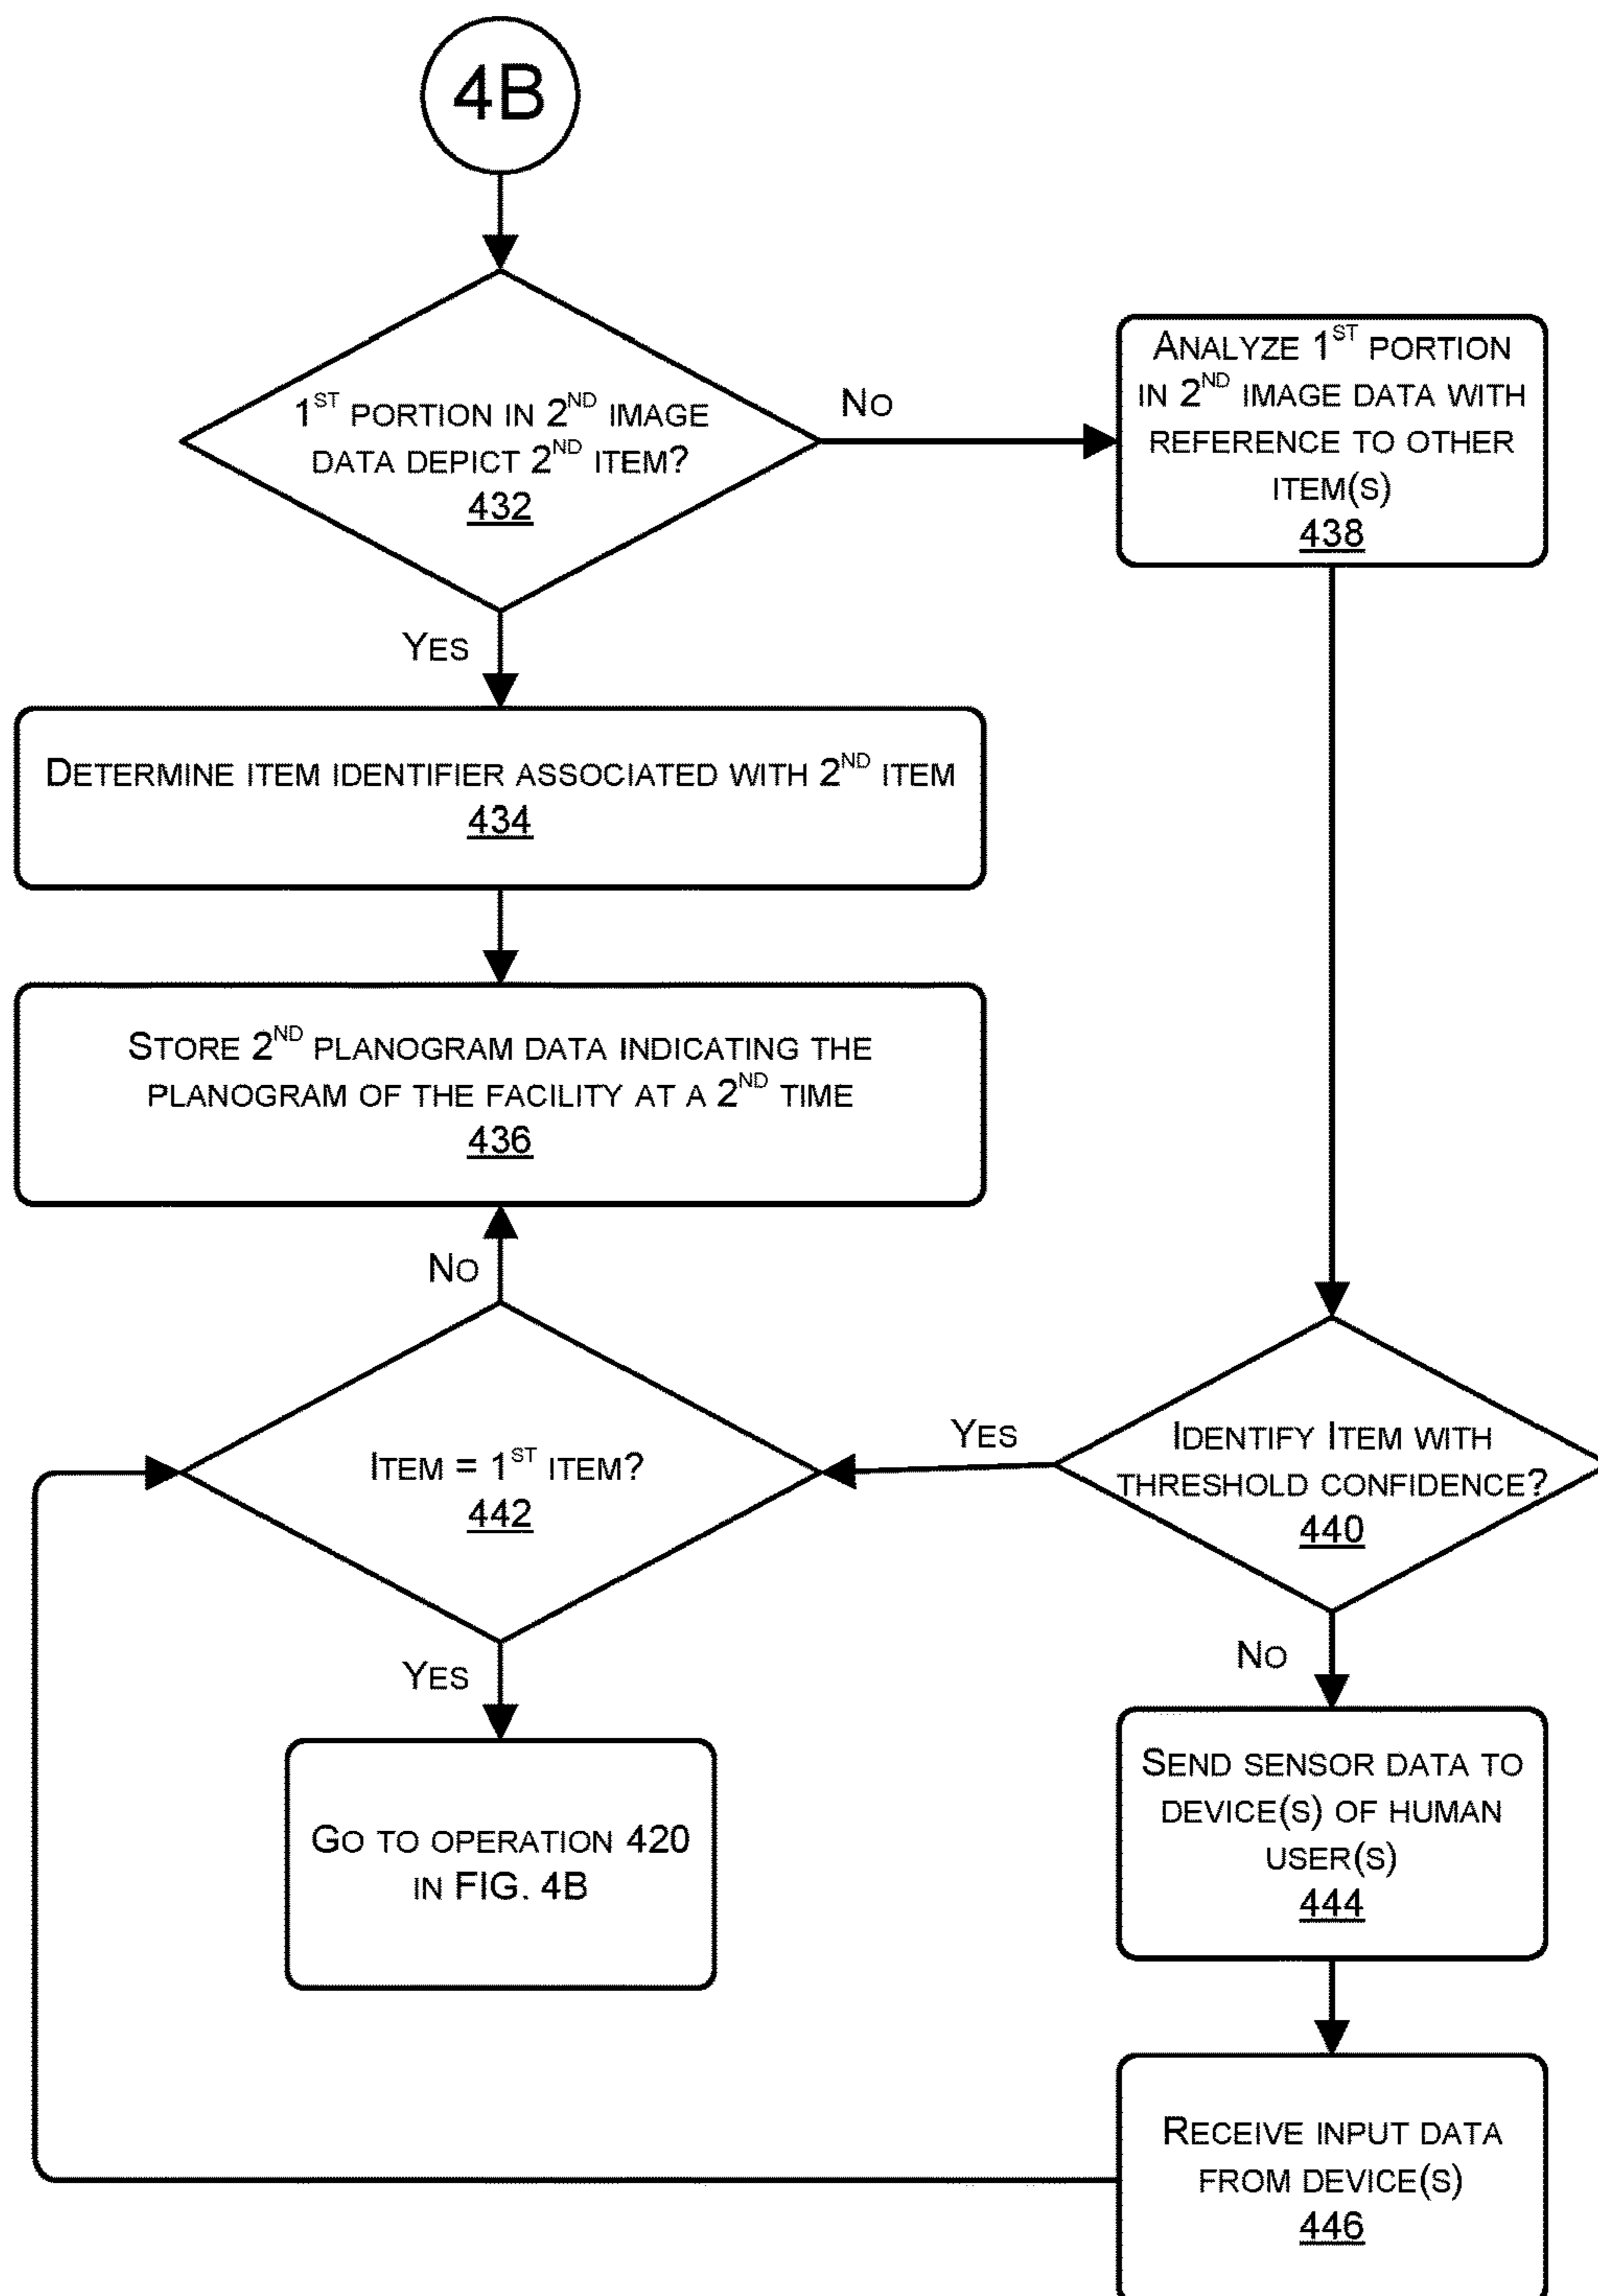 4B
1ST PORTION IN 2ND IMAGE
DATA DEPICT 2ND ITEM?
432
NO
ANALYZE 1ST PORTION
IN 2ND IMAGE DATA WITH
REFERENCE TO OTHER
ITEM(S)
438
YES
DETERMINE ITEM IDENTIFIER ASSOCIATED WITH 2ND ITEM
434
STORE 2ND PLANOGRAM DATA INDICATING THE
PLANOGRAM OF THE FACILITY AT A 2ND TIME
436
NO
ITEM = 1ST ITEM?
442
YES
IDENTIFY ITEM WITH
THRESHOLD CONFIDENCE?
440
YES
GO TO OPERATION 420
IN FIG. 4B
NO
SEND SENSOR DATA TO
DEVICE(S) OF HUMAN
USER(S)
444
RECEIVE INPUT DATA
FROM DEVICE(S)
446